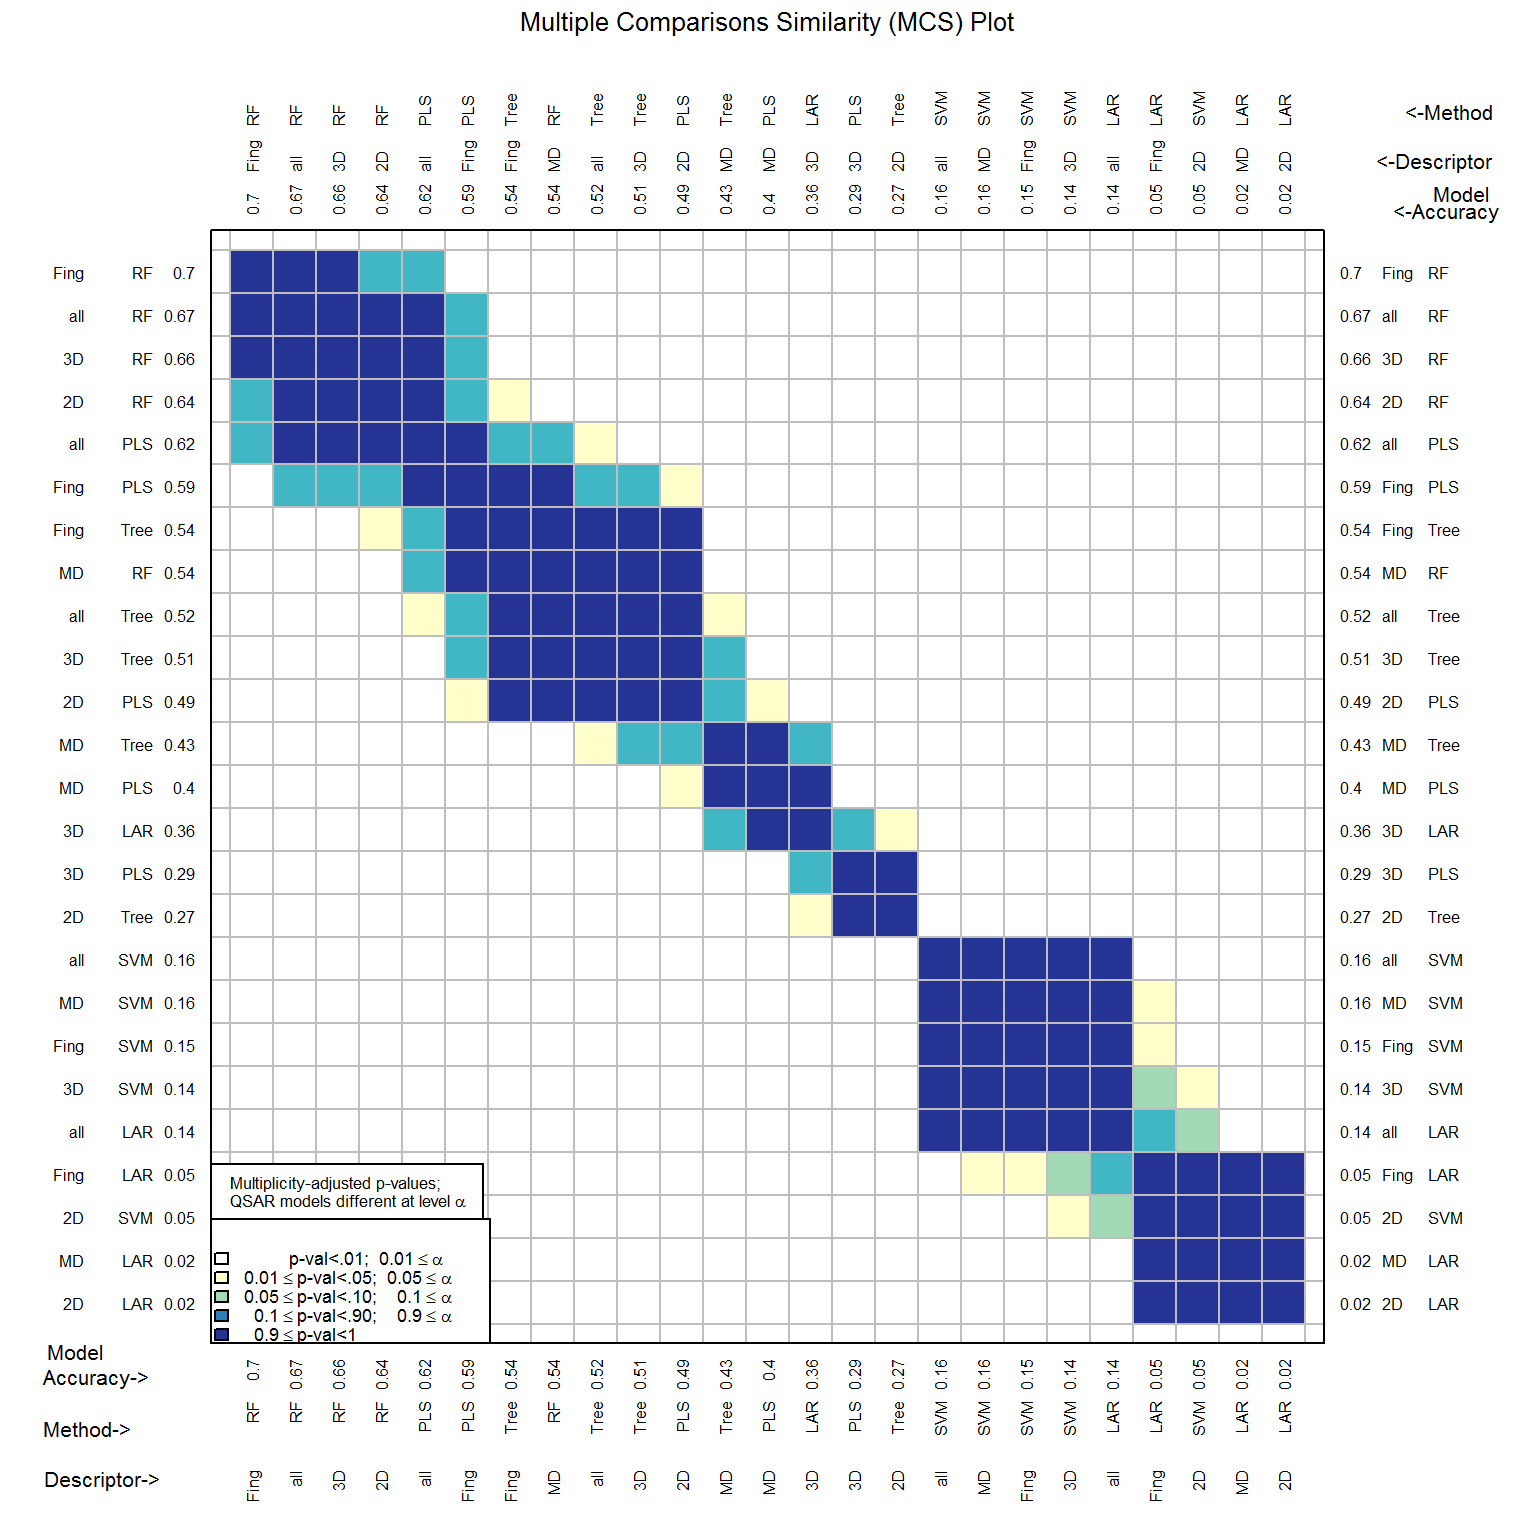 Multiple Comparisons Similarity (MCS) Plot
RF RF RF RF PLS PLS Tree RF Tree Tree PLS Tree PLS LAR PLS Tree SVM SVM SVM SVM LAR LAR SVM LAR LAR <-Method
Fing all 3D 2D all Fing Fing MD all 3D 2D MD MD 3D 3D 2D all MD Fing 3D all Fing 2D MD 2D <-Descriptor
0.7 0.67 0.66 0.64 0.62 0.59 0.54 0.54 0.52 0.51 0.49 0.43 0.4 0.36 0.29 0.27 0.16 0.16 0.15 0.14 0.14 0.05 0.05 0.02 0.02 Model
<-Accuracy
Fing RF 0.7 0.7 Fing RF
all RF 0.67 0.67 all RF
3D RF 0.66 0.66 3D RF
2D RF 0.64 0.64 2D RF
all PLS 0.62 0.62 all PLS
Fing PLS 0.59 0.59 Fing PLS
Fing Tree 0.54 0.54 Fing Tree
MD RF 0.54 0.54 MD RF
all Tree 0.52 0.52 all Tree
3D Tree 0.51 0.51 3D Tree
2D PLS 0.49 0.49 2D PLS
MD Tree 0.43 0.43 MD Tree
MD PLS 0.4 0.4 MD PLS
3D LAR 0.36 0.36 3D LAR
3D PLS 0.29 0.29 3D PLS
2D Tree 0.27 0.27 2D Tree
all SVM 0.16 0.16 all SVM
MD SVM 0.16 0.16 MD SVM
Fing SVM 0.15 0.15 Fing SVM
3D SVM 0.14 0.14 3D SVM
all LAR 0.14 0.14 all LAR
Fing LAR 0.05 0.05 Fing LAR
2D SVM 0.05 0.05 2D SVM
MD LAR 0.02 0.02 MD LAR
2D LAR 0.02 0.02 2D LAR
Multiplicity-adjusted p-values;
QSAR models different at level α
p-val<.01; 0.01 ≤ α
0.01 ≤ p-val<.05; 0.05 ≤ α
0.05 ≤ p-val<.10; 0.1 ≤ α
0.1 ≤ p-val<.90; 0.9 ≤ α
0.9 ≤ p-val<1
Model
Accuracy-> 0.7 0.67 0.66 0.64 0.62 0.59 0.54 0.54 0.52 0.51 0.49 0.43 0.4 0.36 0.29 0.27 0.16 0.16 0.15 0.14 0.14 0.05 0.05 0.02 0.02
Method-> RF RF RF RF PLS PLS Tree RF Tree Tree PLS Tree PLS LAR PLS Tree SVM SVM SVM SVM LAR LAR SVM LAR LAR
Descriptor-> Fing all 3D 2D all Fing Fing MD all 3D 2D MD MD 3D 3D 2D all MD Fing 3D all Fing 2D MD 2D